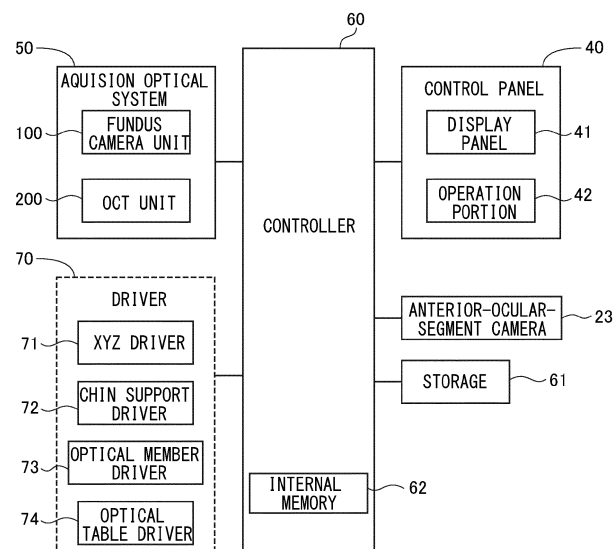 50
AQUISION OPTICAL
SYSTEM
100
FUNDUS
CAMERA UNIT
200
OCT UNIT
70
DRIVER
71
XYZ DRIVER
72
CHIN SUPPORT
DRIVER
73
OPTICAL MEMBER
DRIVER
74
OPTICAL
TABLE DRIVER
60
CONTROLLER
INTERNAL
MEMORY
62
40
CONTROL PANEL
DISPLAY
PANEL
41
OPERATION
PORTION
42
ANTERIOR-OCULAR-
SEGMENT CAMERA
23
STORAGE
61